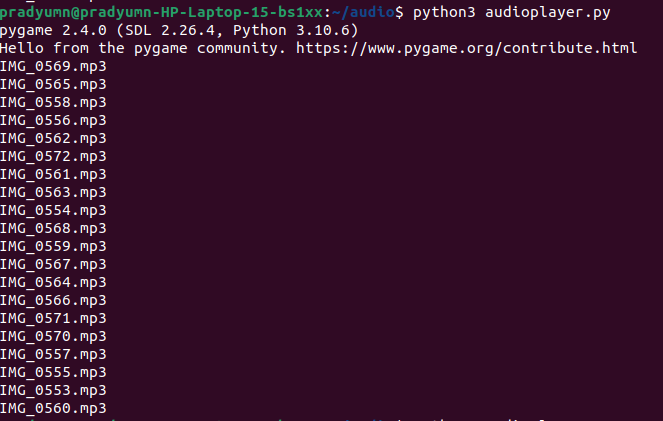 pradyumn@pradyumn-HP-Laptop-15-bs1xx:~/audio$ python3 audioplayer.py
pygame 2.4.0 (SDL 2.26.4, Python 3.10.6)
Hello from the pygame community. https://www.pygame.org/contribute.html
IMG_0569.mp3
IMG_0565.mp3
IMG_0558.mp3
IMG_0556.mp3
IMG_0562.mp3
IMG_0572.mp3
IMG_0561.mp3
IMG_0563.mp3
IMG_0554.mp3
IMG_0568.mp3
IMG_0559.mp3
IMG_0567.mp3
IMG_0564.mp3
IMG_0566.mp3
IMG_0571.mp3
IMG_0570.mp3
IMG_0557.mp3
IMG_0555.mp3
IMG_0553.mp3
IMG_0560.mp3